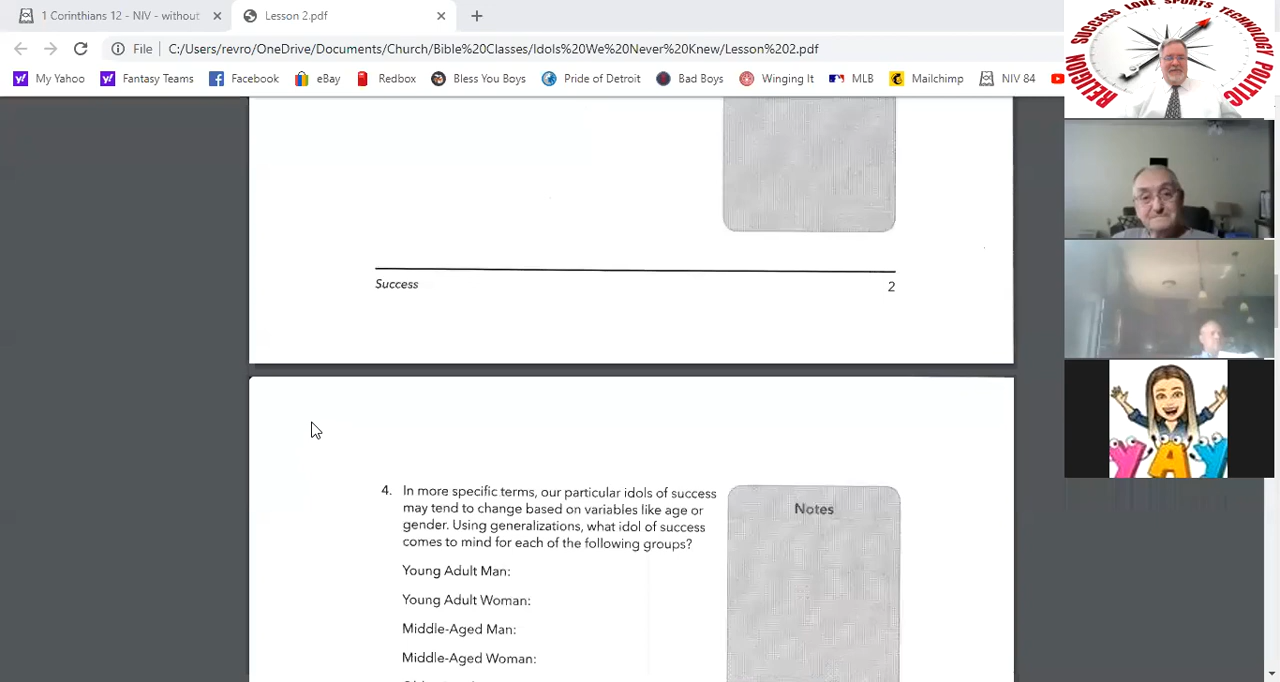 1 Corinthians 12 - NIV - without
Lesson 2.pdf
File
C:/Users/revro/OneDrive/Documents/Church/Bible%20Classes/Idols%20We%20Never%20Knew/Lesson%202.pdf
My Yahoo
Fantasy Teams
Facebook
eBay
Redbox
Bless You Boys
Pride of Detroit
Bad Boys
Winging It
MLB
Mailchimp
NIV 84
RELIGION SUCCESS LOVE SPORTS TECHNOLOGY POLITIC
Success
2
4. In more specific terms, our particular idols of success
may tend to change based on variables like age or
gender. Using generalizations, what idol of success
comes to mind for each of the following groups?
Notes
Young Adult Man:
Young Adult Woman:
Middle-Aged Man:
Middle-Aged Woman:
YAY